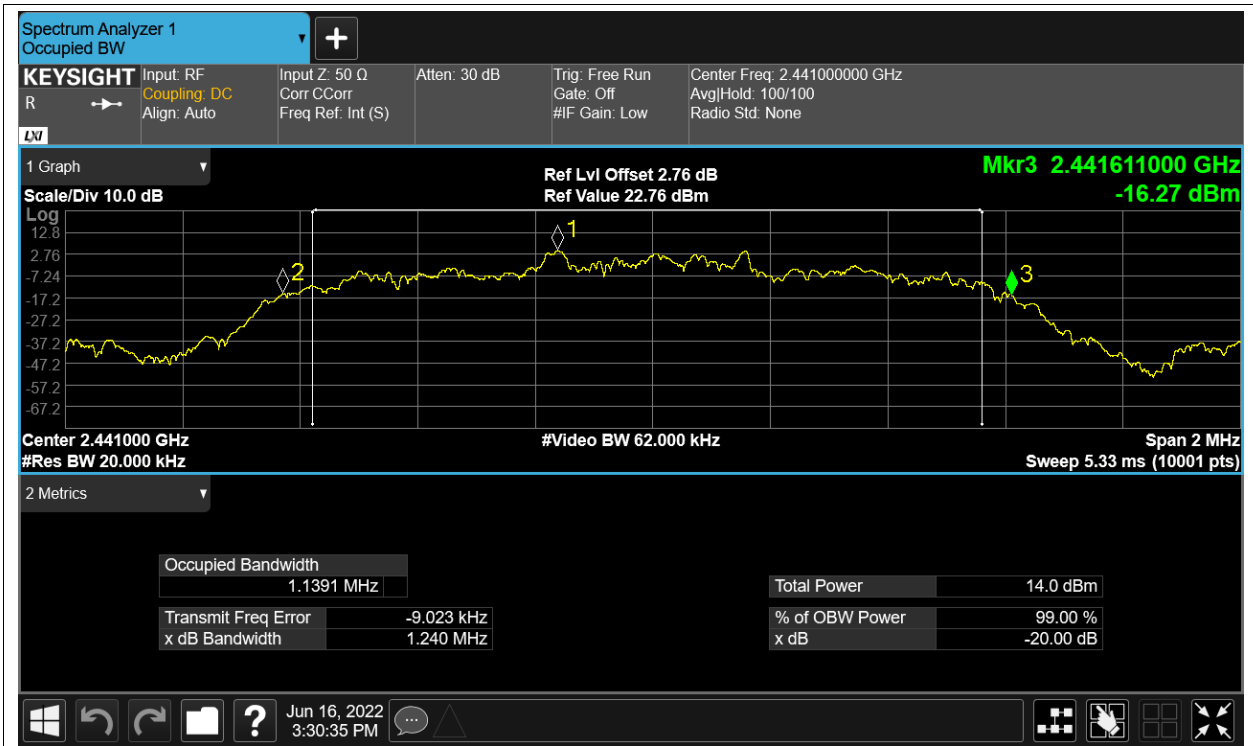 Spectrum Analyzer 1
Occupied BW
KEYSIGHT Input: RF Input Z: 50 Ω Atten: 30 dB Trig: Free Run Center Freq: 2.441000000 GHz
R Coupling: DC Corr CCorr Gate: Off Avg|Hold: 100/100
Align: Auto Freq Ref: Int (S) #IF Gain: Low Radio Std: None
LXI
1 Graph Ref Lvl Offset 2.76 dB Mkr3 2.441611000 GHz
Scale/Div 10.0 dB Ref Value 22.76 dBm -16.27 dBm
Log
12.8 1
2.76
-7.24 2 3
-17.2
-27.2
-37.2
-47.2
-57.2
-67.2
Center 2.441000 GHz #Video BW 62.000 kHz Span 2 MHz
#Res BW 20.000 kHz Sweep 5.33 ms (10001 pts)
2 Metrics
Occupied Bandwidth
1.1391 MHz Total Power 14.0 dBm
Transmit Freq Error -9.023 kHz % of OBW Power 99.00 %
x dB Bandwidth 1.240 MHz x dB -20.00 dB
? Jun 16, 2022
3:30:35 PM